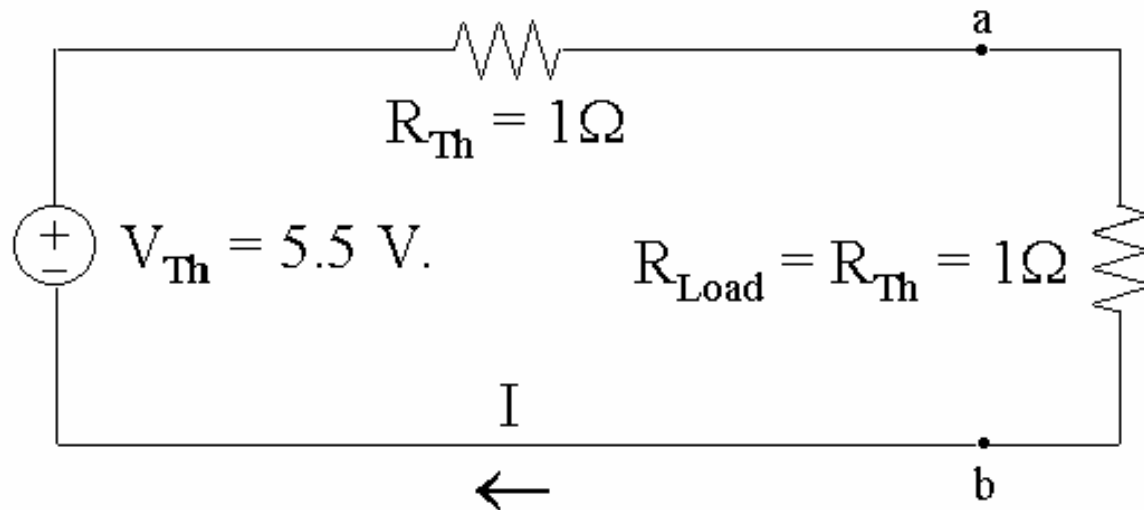 a
R_Th = 1Ω
+
−
V_Th = 5.5 V.
R_Load = R_Th = 1Ω
I
b